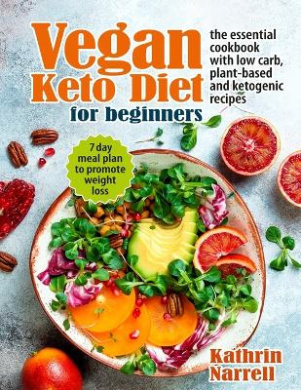 Vegan
Keto Diet
for beginners
the essential
cookbook
with low carb,
plant-based
and ketogenic
recipes
7 day
meal plan
to promote
weight
loss
Kathrin
Narrell